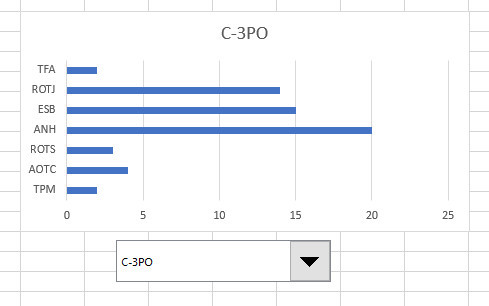 C-3PO
TFA
ROTJ
ESB
ANH
ROTS
AOTC
TPM
0 5 10 15 20 25
C-3PO